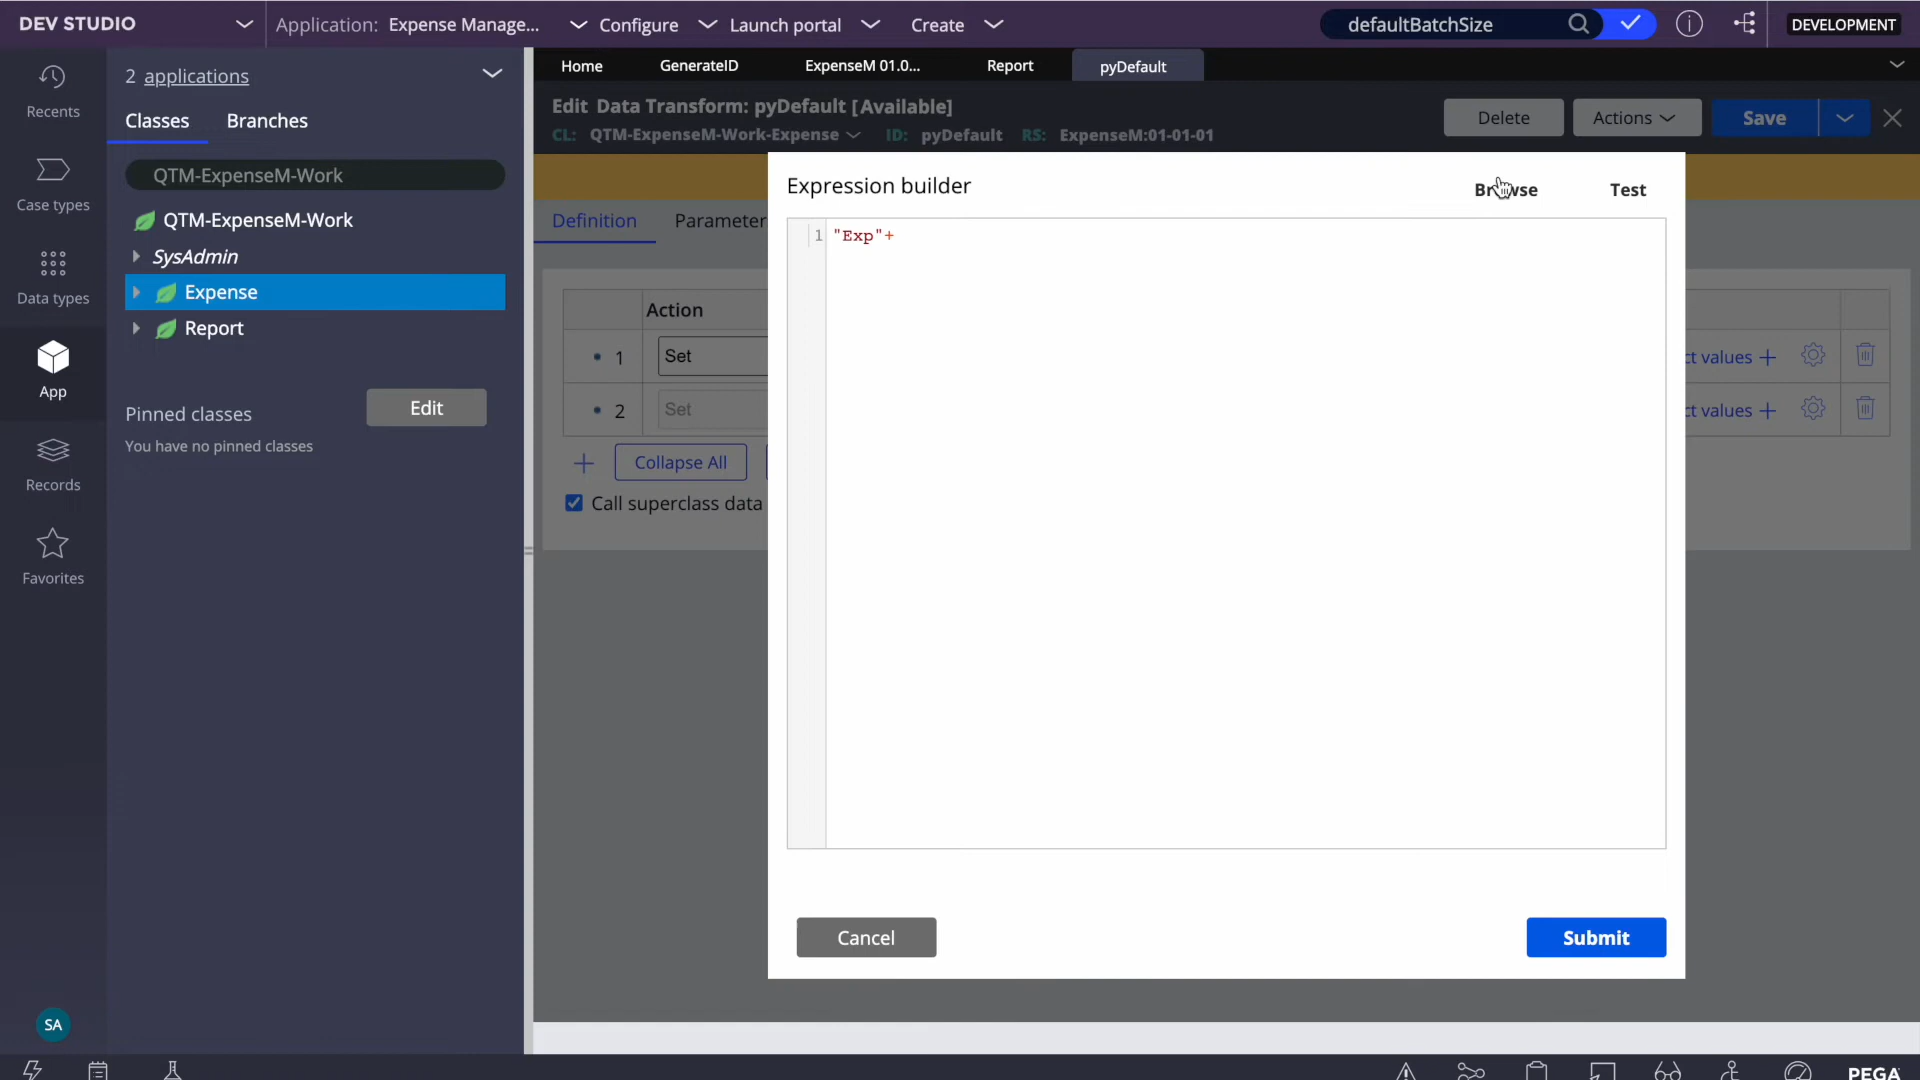 DEV STUDIO
Application: Expense Manage...
Configure
Launch portal
Create
defaultBatchSize
DEVELOPMENT
Recents
Case types
Data types
App
Records
Favorites
SA
2 applications
Classes
Branches
QTM-ExpenseM-Work
QTM-ExpenseM-Work
SysAdmin
Expense
Report
Pinned classes
Edit
You have no pinned classes
Home
GenerateID
ExpenseM 01.0...
Report
pyDefault
Edit Data Transform: pyDefault [Available]
CL: QTM-ExpenseM-Work-Expense ID: pyDefault RS: ExpenseM:01-01-01
Delete
Actions
Save
Definition
Parameter
Action
1 Set
ct values
2 Set
ct values
Collapse All
Call superclass data
Expression builder
Browse
Test
1 "Exp"+
Cancel
Submit
PEGA